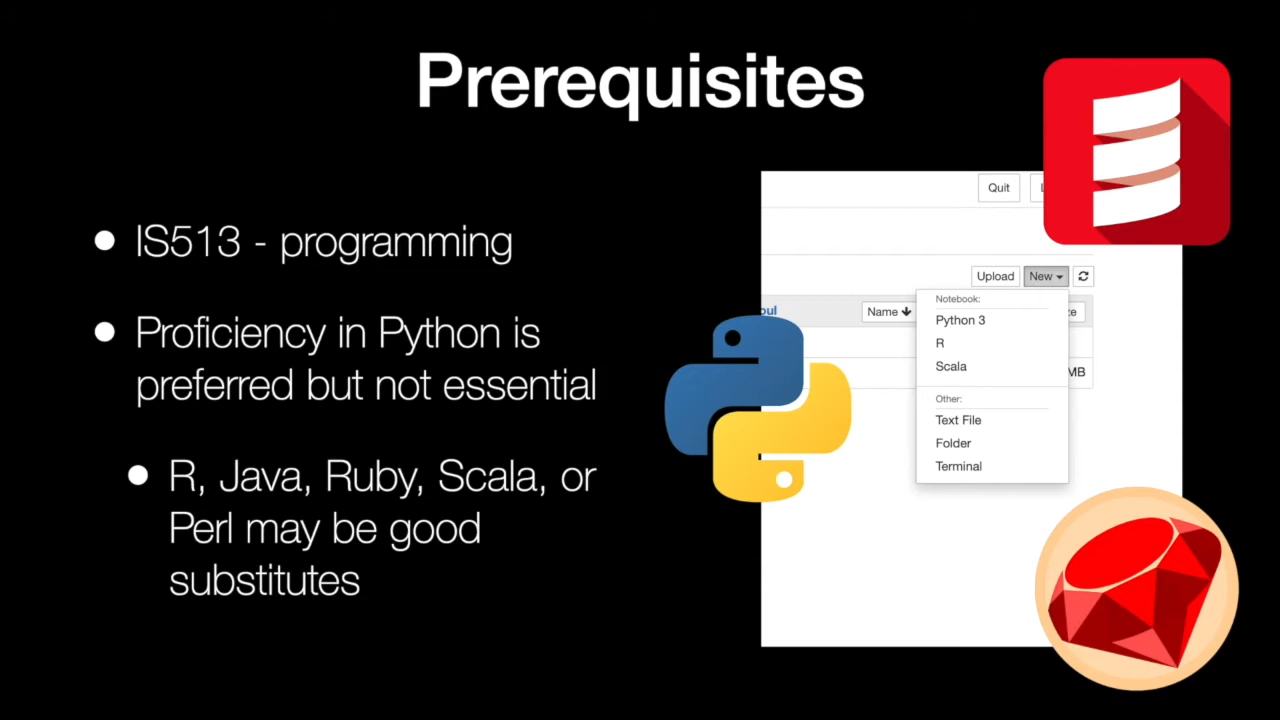 Prerequisites
• IS513 - programming
• Proficiency in Python is
preferred but not essential
• R, Java, Ruby, Scala, or
Perl may be good
substitutes
Quit
Upload New
Name
Notebook:
Python 3
R
Scala
MB
Other:
Text File
Folder
Terminal